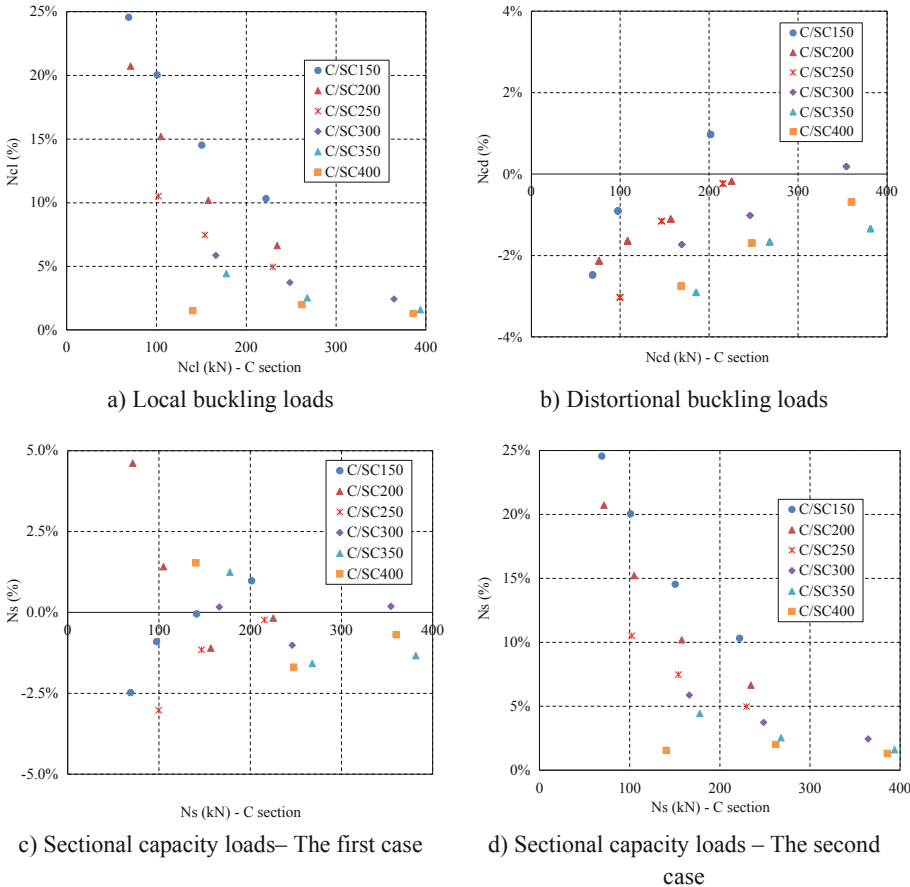 25%
20%
15%
10%
5%
0%
Ncl (%)
0 100 200 300 400
Ncl (kN) - C section
C/SC150
C/SC200
C/SC250
C/SC300
C/SC350
C/SC400
a) Local buckling loads
4%
2%
0%
-2%
-4%
Ncd (%)
0 100 200 300 400
Ncd (kN) - C section
C/SC150
C/SC200
C/SC250
C/SC300
C/SC350
C/SC400
b) Distortional buckling loads
5.0%
2.5%
0.0%
-2.5%
-5.0%
Ns (%)
0 100 200 300 400
Ns (kN) - C section
C/SC150
C/SC200
C/SC250
C/SC300
C/SC350
C/SC400
c) Sectional capacity loads– The first case
25%
20%
15%
10%
5%
0%
Ns (%)
0 100 200 300 400
Ns (kN) - C section
C/SC150
C/SC200
C/SC250
C/SC300
C/SC350
C/SC400
d) Sectional capacity loads – The second
case